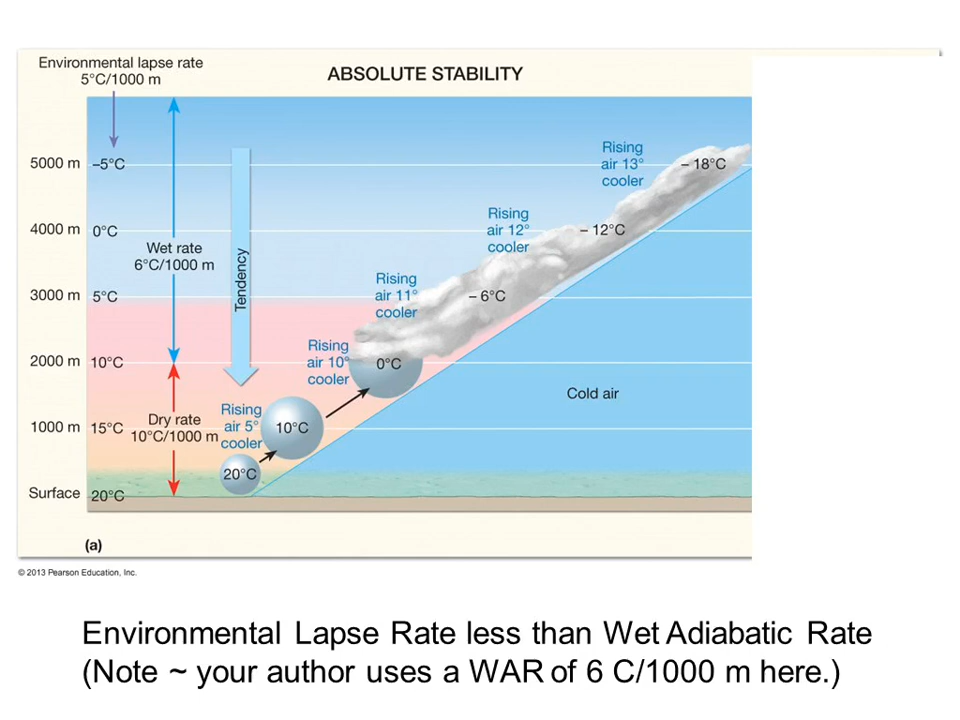 Environmental lapse rate
5°C/1000 m
ABSOLUTE STABILITY
5000 m
–5°C
Rising
air 13°
cooler
– 18°C
4000 m
0°C
Rising
air 12°
cooler
– 12°C
Wet rate
6°C/1000 m
Tendency
3000 m
5°C
Rising
air 11°
cooler
– 6°C
2000 m
10°C
Rising
air 10°
cooler
0°C
Cold air
1000 m
15°C
Dry rate
10°C/1000 m
Rising
air 5°
cooler
10°C
20°C
Surface
20°C
(a)
© 2013 Pearson Education, Inc.
Environmental Lapse Rate less than Wet Adiabatic Rate
(Note ~ your author uses a WAR of 6 C/1000 m here.)